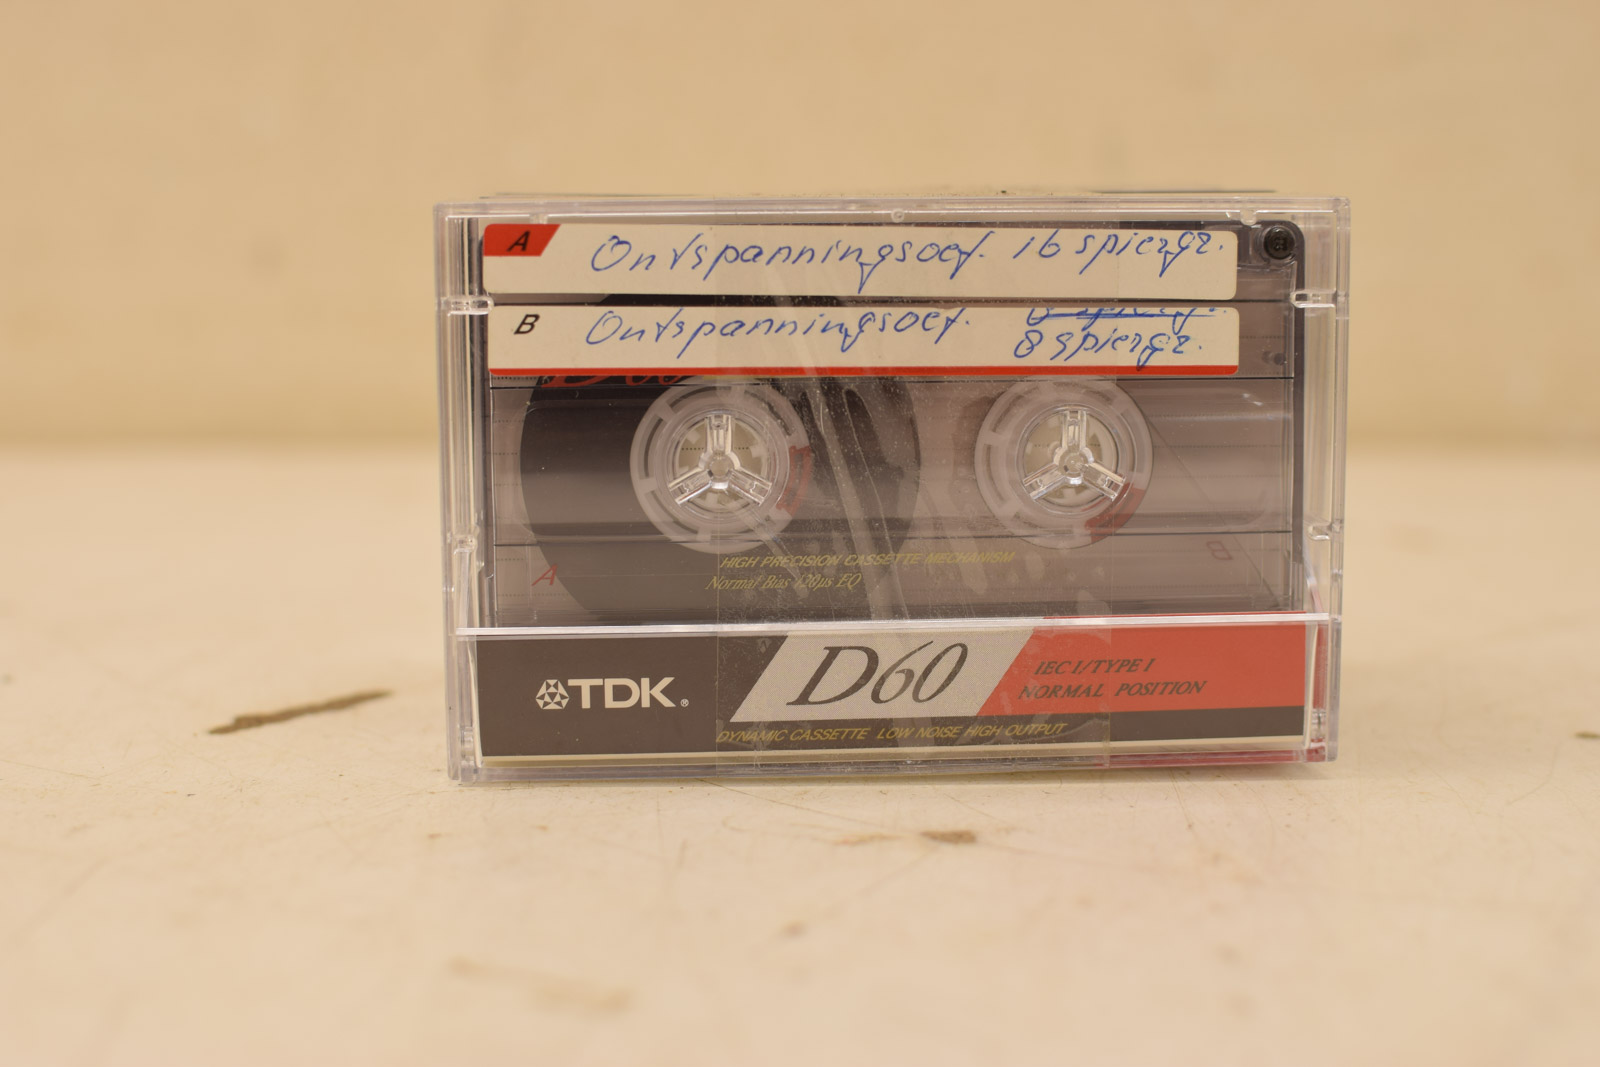 A Ontspanningsoef. 16 spiergr.
B Ontspanningsoef.
8 spiergr.
D60
A
B
HIGH PRECISION CASSETTE MECHANISM
Normal Bias 120µs EQ
TDK®
D60
IEC I/TYPE I
NORMAL POSITION
DYNAMIC CASSETTE LOW NOISE HIGH OUTPUT